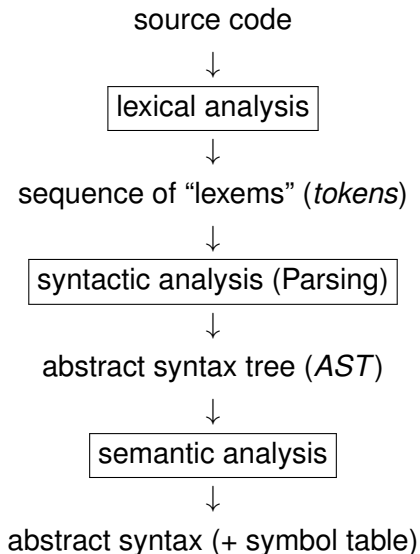 source code
↓
lexical analysis
↓
sequence of “lexems” (tokens)
↓
syntactic analysis (Parsing)
↓
abstract syntax tree (AST)
↓
semantic analysis
↓
abstract syntax (+ symbol table)